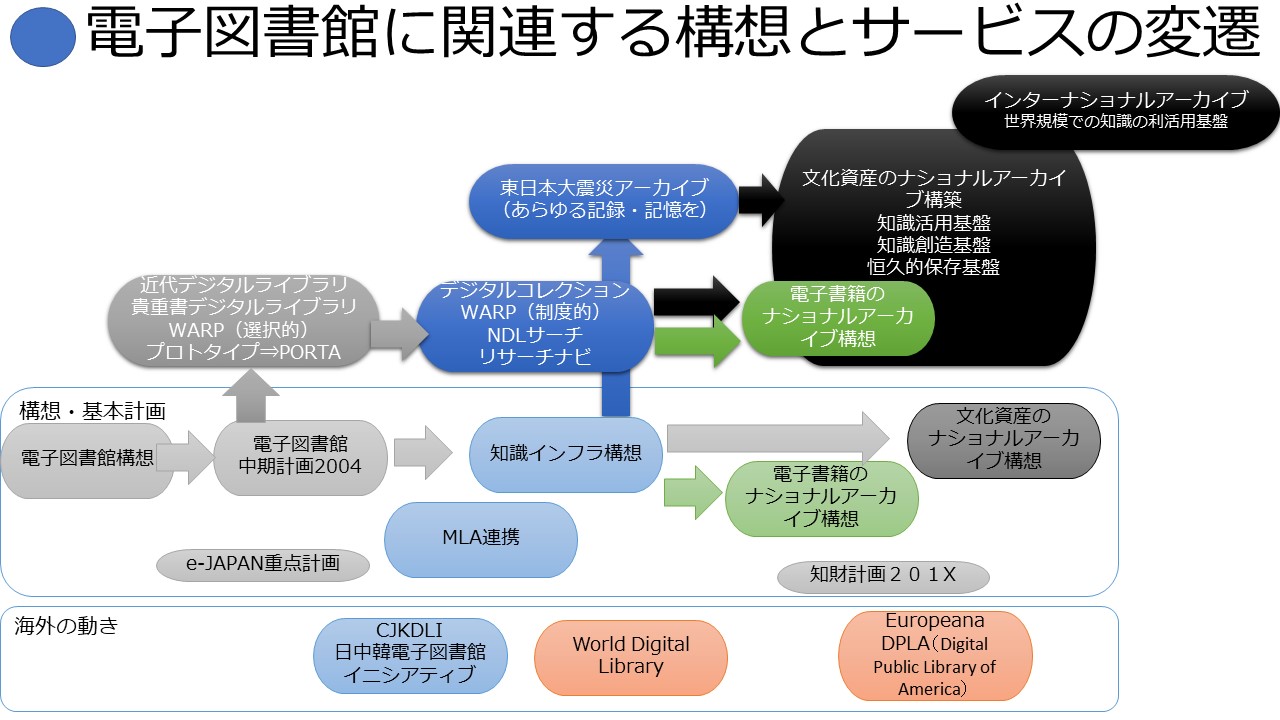 電子図書館に関連する構想とサービスの変遷
インターナショナルアーカイブ
世界規模での知識の利活用基盤
文化資産のナショナルアーカイ
ブ構築
知識活用基盤
知識創造基盤
恒久的保存基盤
東日本大震災アーカイブ
（あらゆる記録・記憶を）
近代デジタルライブラリ
貴重書デジタルライブラリ
WARP（選択的）
プロトタイプ⇒PORTA
デジタルコレクション
WARP（制度的）
NDLサーチ
リサーチナビ
電子書籍の
ナショナルアーカ
イブ構想
構想・基本計画
電子図書館構想
電子図書館
中期計画2004
知識インフラ構想
文化資産の
ナショナルアーカ
イブ構想
電子書籍の
ナショナルアーカ
イブ構想
MLA連携
e-JAPAN重点計画
知財計画２０１X
海外の動き
CJKDLI
日中韓電子図書館
イニシアティブ
World Digital
Library
Europeana
DPLA（Digital
Public Library of
America）